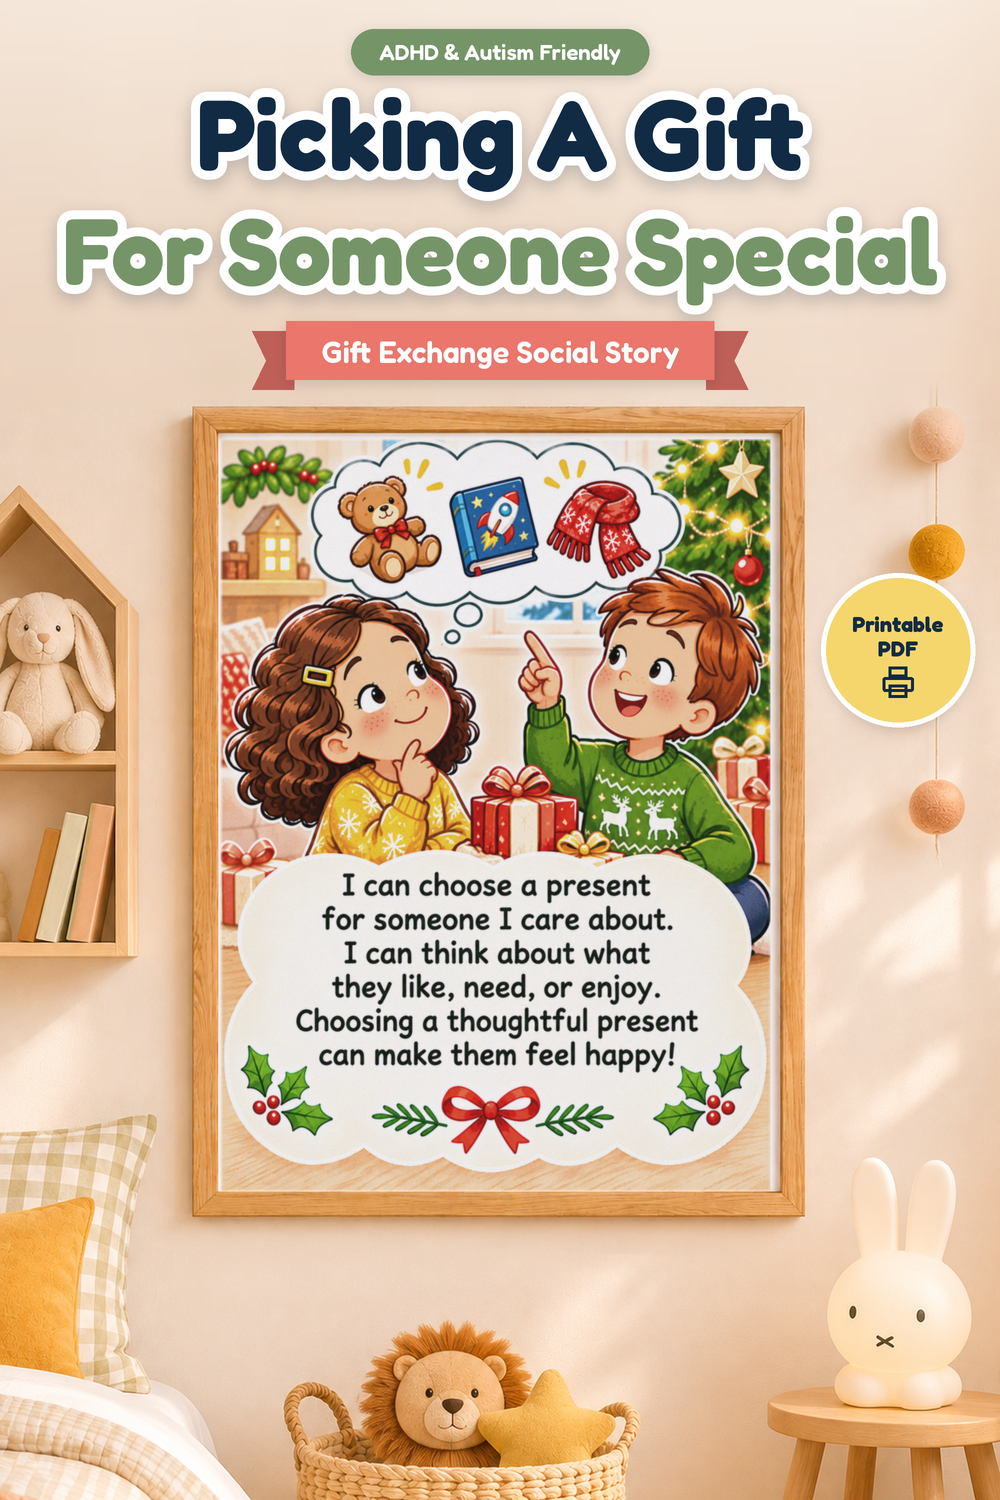 ADHD & Autism Friendly
Picking A Gift
For Someone Special
Gift Exchange Social Story
Printable
PDF
I can choose a present
for someone I care about.
I can think about what
they like, need, or enjoy.
Choosing a thoughtful present
can make them feel happy!